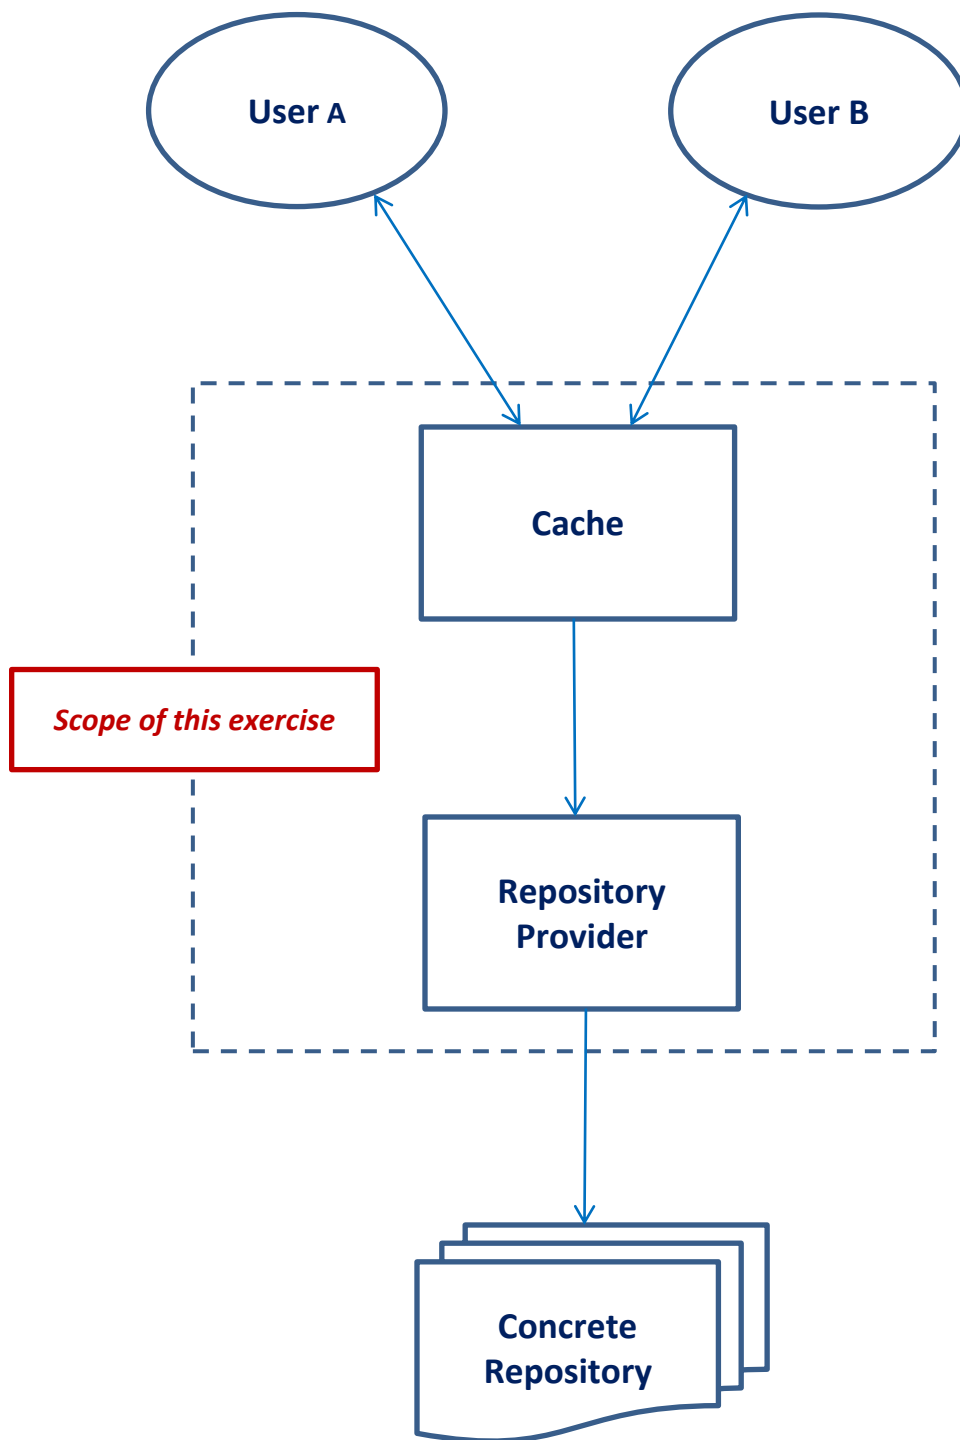 User A
User B
Cache
Scope of this exercise
Repository
Provider
Concrete
Repository